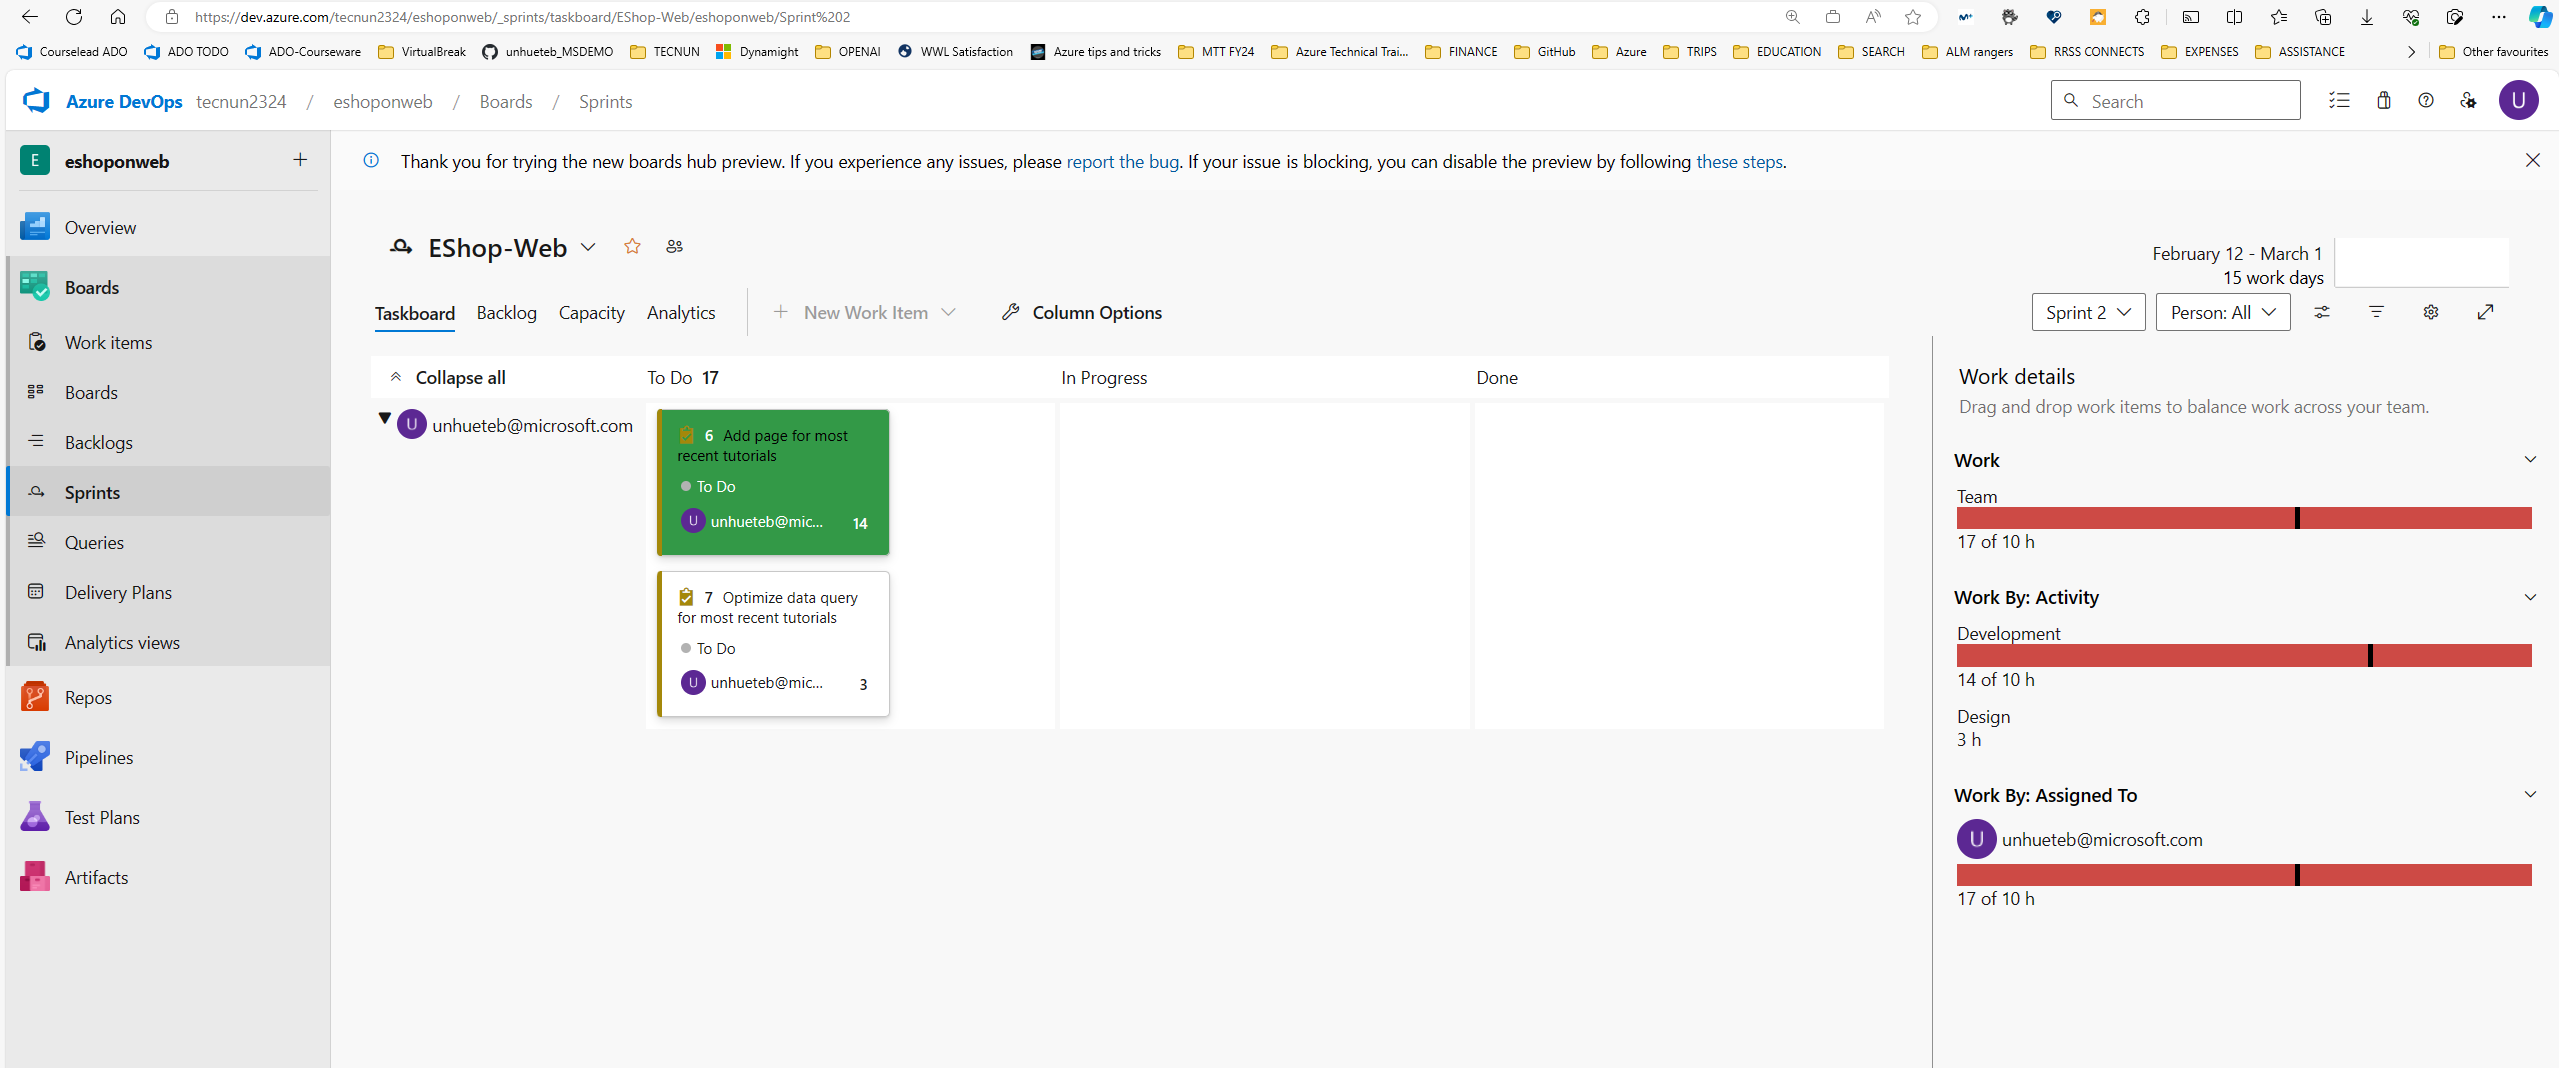 https://dev.azure.com/tecnun2324/eshoponweb/_sprints/taskboard/EShop-Web/eshoponweb/Sprint%202
Courselead ADO ADO TODO ADO-Courseware VirtualBreak unhueteb_MSDEMO TECNUN Dynamight OPENAI WWL Satisfaction Azure tips and tricks MTT FY24 Azure Technical Trai... FINANCE GitHub Azure TRIPS EDUCATION SEARCH ALM rangers RRSS CONNECTS EXPENSES ASSISTANCE Other favourites
Azure DevOps tecnun2324 / eshoponweb / Boards / Sprints
Search
U
E eshoponweb
Overview
Boards
Work items
Boards
Backlogs
Sprints
Queries
Delivery Plans
Analytics views
Repos
Pipelines
Test Plans
Artifacts
Thank you for trying the new boards hub preview. If you experience any issues, please report the bug. If your issue is blocking, you can disable the preview by following these steps.
EShop-Web
February 12 - March 1
15 work days
Taskboard Backlog Capacity Analytics
New Work Item
Column Options
Sprint 2
Person: All
Collapse all
To Do 17
In Progress
Done
U unhueteb@microsoft.com
6 Add page for most
recent tutorials
To Do
U unhueteb@mic... 14
7 Optimize data query
for most recent tutorials
To Do
U unhueteb@mic... 3
Work details
Drag and drop work items to balance work across your team.
Work
Team
17 of 10 h
Work By: Activity
Development
14 of 10 h
Design
3 h
Work By: Assigned To
U unhueteb@microsoft.com
17 of 10 h